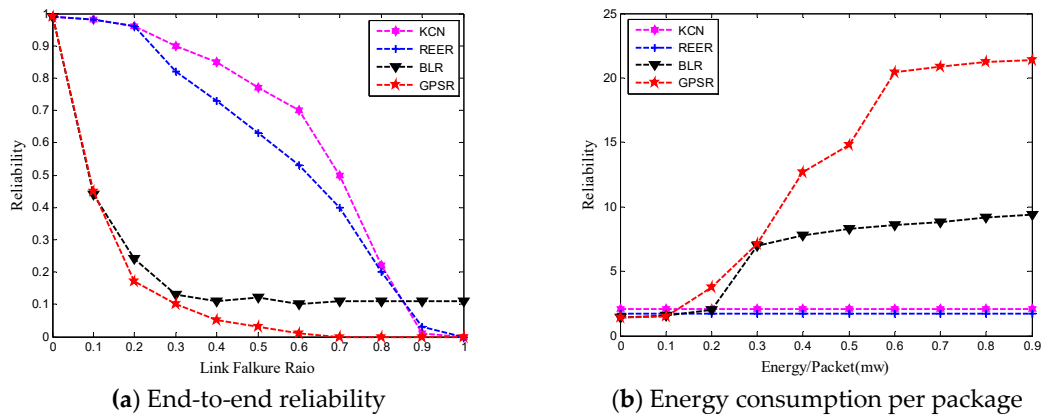 1
0.9
0.8
0.7
0.6
0.5
0.4
0.3
0.2
0.1
0
Reliability
KCN
REER
BLR
GPSR
0 0.1 0.2 0.3 0.4 0.5 0.6 0.7 0.8 0.9 1
Link Falkure Raio
(a) End-to-end reliability
25
20
15
10
5
0
Reliability
KCN
REER
BLR
GPSR
0 0.1 0.2 0.3 0.4 0.5 0.6 0.7 0.8 0.9
Energy/Packet(mw)
(b) Energy consumption per package